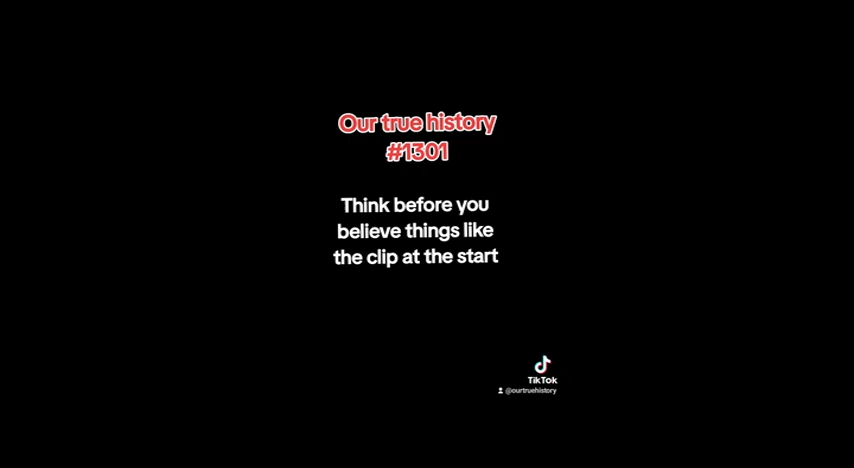 Our true history
#1301
Think before you
believe things like
the clip at the start
TikTok
@ourtruehistory